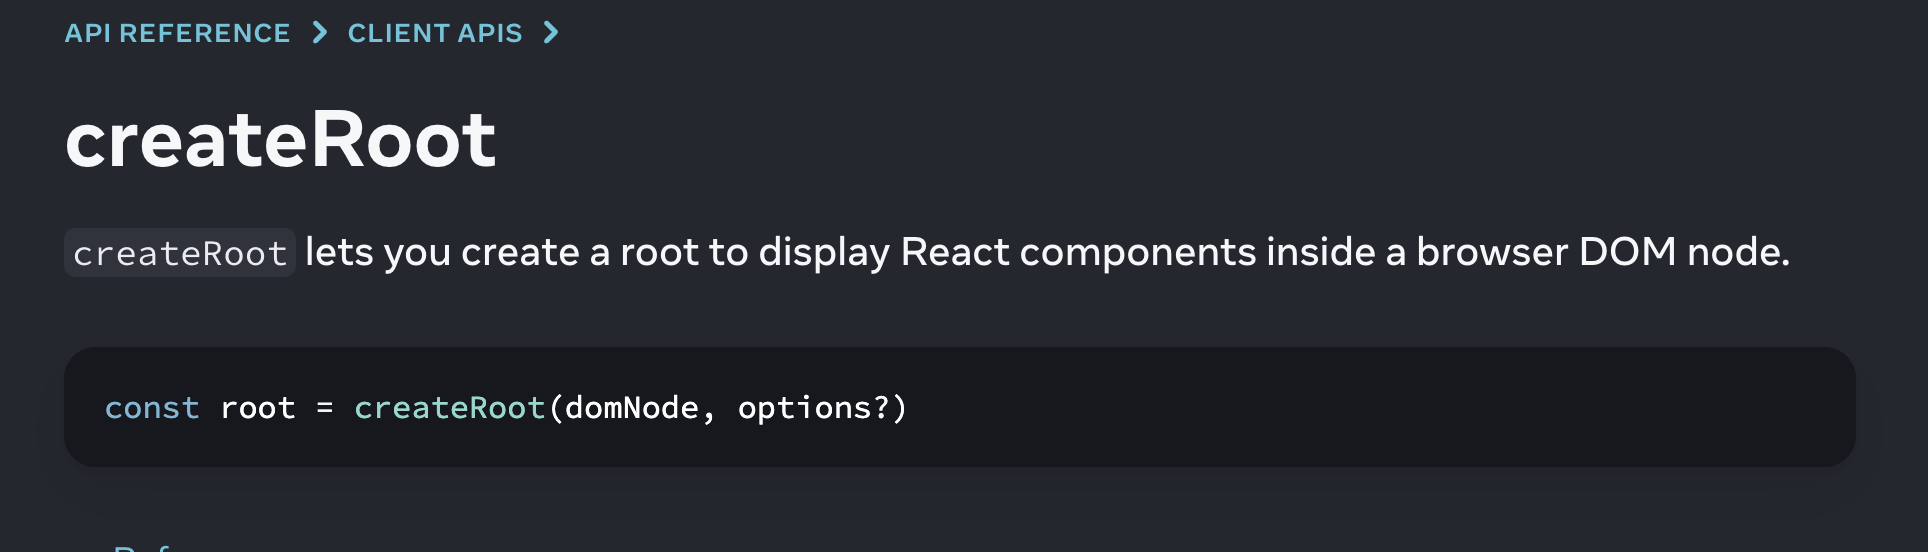 API REFERENCE > CLIENT APIS >
createRoot
createRoot lets you create a root to display React components inside a browser DOM node.
const root = createRoot(domNode, options?)